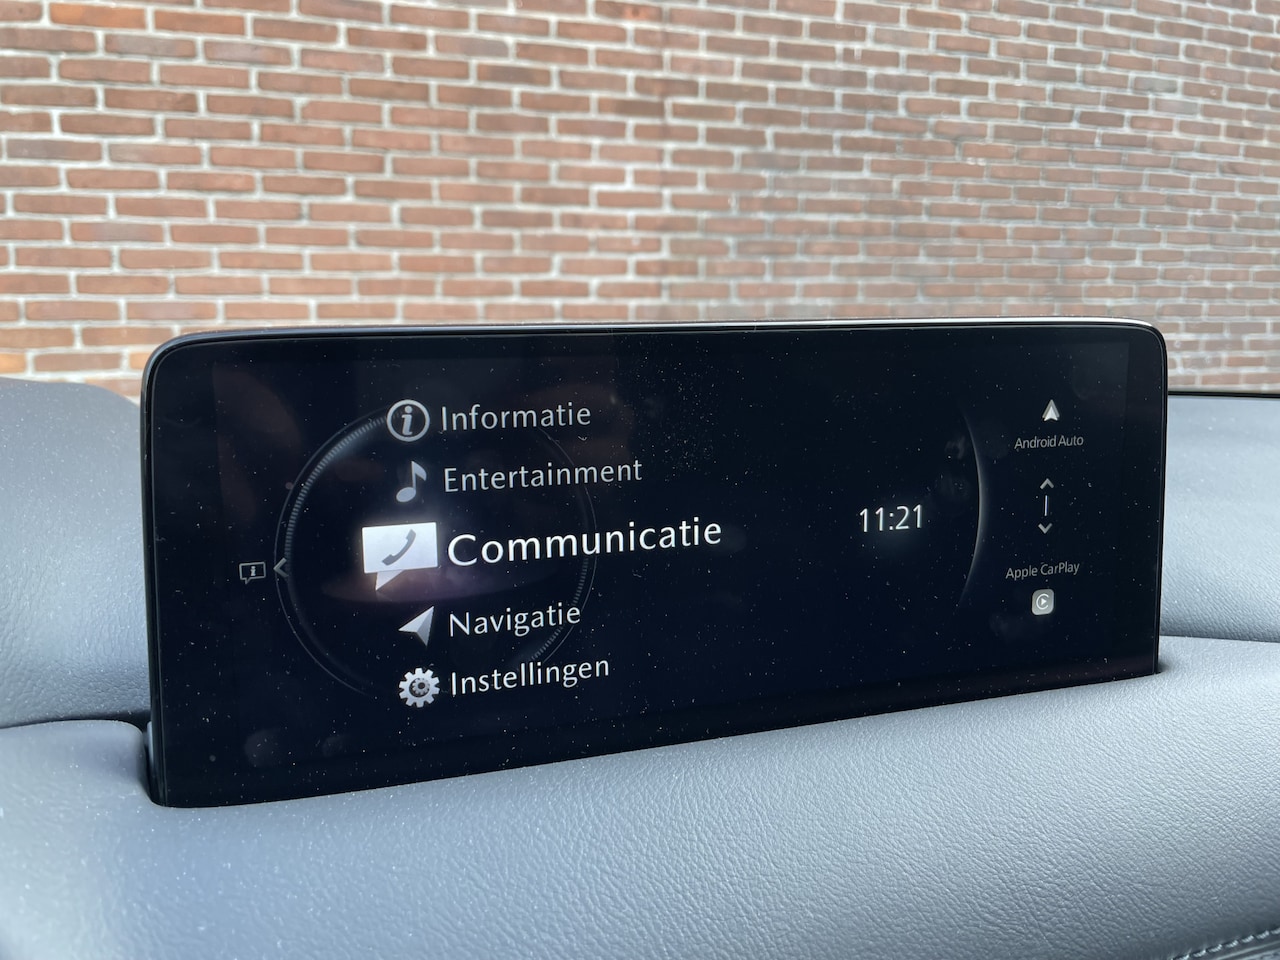 Informatie
Entertainment
Communicatie
Navigatie
Instellingen
11:21
Android Auto
Apple CarPlay